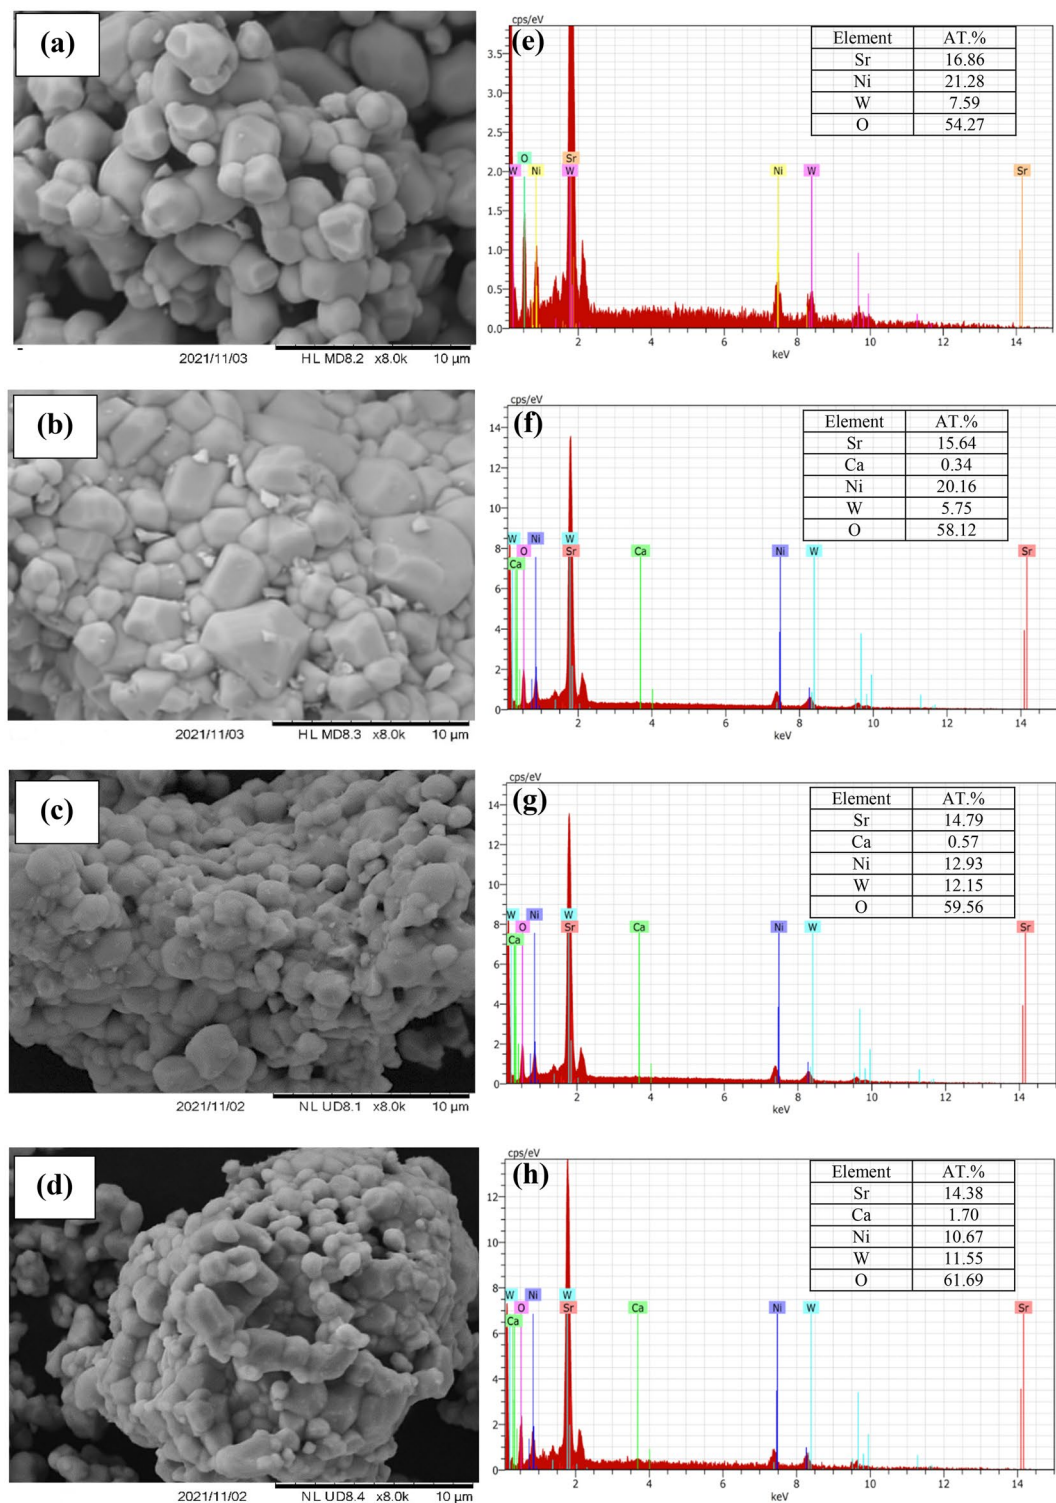 (a)
2021/11/03 HL MD8.2 x8.0k 10 µm
(e)
cps/eV
Element AT.%
Sr 16.86
Ni 21.28
W 7.59
O 54.27
3.5
3.0
2.5
2.0
1.5
1.0
0.5
0.0
O Sr
W Ni W Ni W Sr
2 4 6 8 10 12 14
keV
(b)
2021/11/03 HL MD8.3 x8.0k 10 µm
(f)
cps/eV
Element AT.%
Sr 15.64
Ca 0.34
Ni 20.16
W 5.75
O 58.12
14
12
10
8
6
4
2
0
W Ni W
O Sr Ca Ni W Sr
Ca
2 4 6 8 10 12 14
keV
(c)
2021/11/02 NL UD8.1 x8.0k 10 µm
(g)
cps/eV
Element AT.%
Sr 14.79
Ca 0.57
Ni 12.93
W 12.15
O 59.56
14
12
10
8
6
4
2
0
W Ni W
O Sr Ca Ni W Sr
Ca
2 4 6 8 10 12 14
keV
(d)
2021/11/02 NL UD8.4 x8.0k 10 µm
(h)
cps/eV
Element AT.%
Sr 14.38
Ca 1.70
Ni 10.67
W 11.55
O 61.69
12
10
8
6
4
2
0
W Ni W
O Sr Ca Ni W Sr
Ca
2 4 6 8 10 12 14
keV